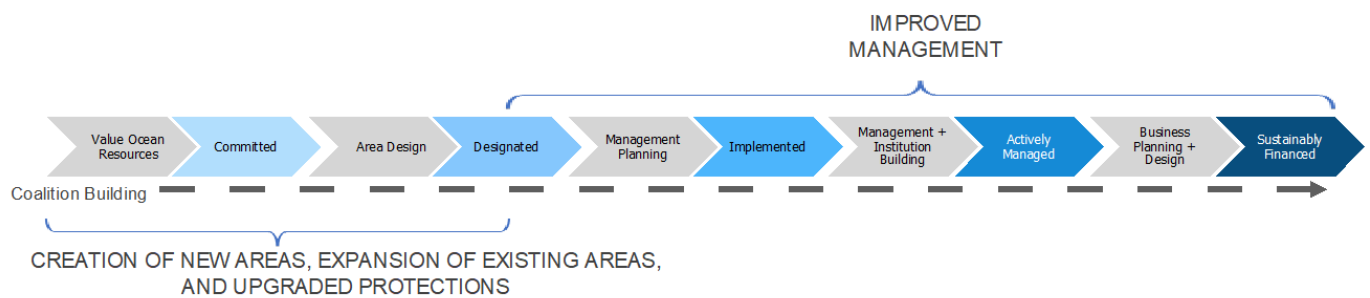 IMPROVED
MANAGEMENT
Value Ocean
Resources
Committed
Area Design
Designated
Management
Planning
Implemented
Management +
Institution
Building
Actively
Managed
Business
Planning +
Design
Sustainably
Financed
Coalition Building
CREATION OF NEW AREAS, EXPANSION OF EXISTING AREAS,
AND UPGRADED PROTECTIONS